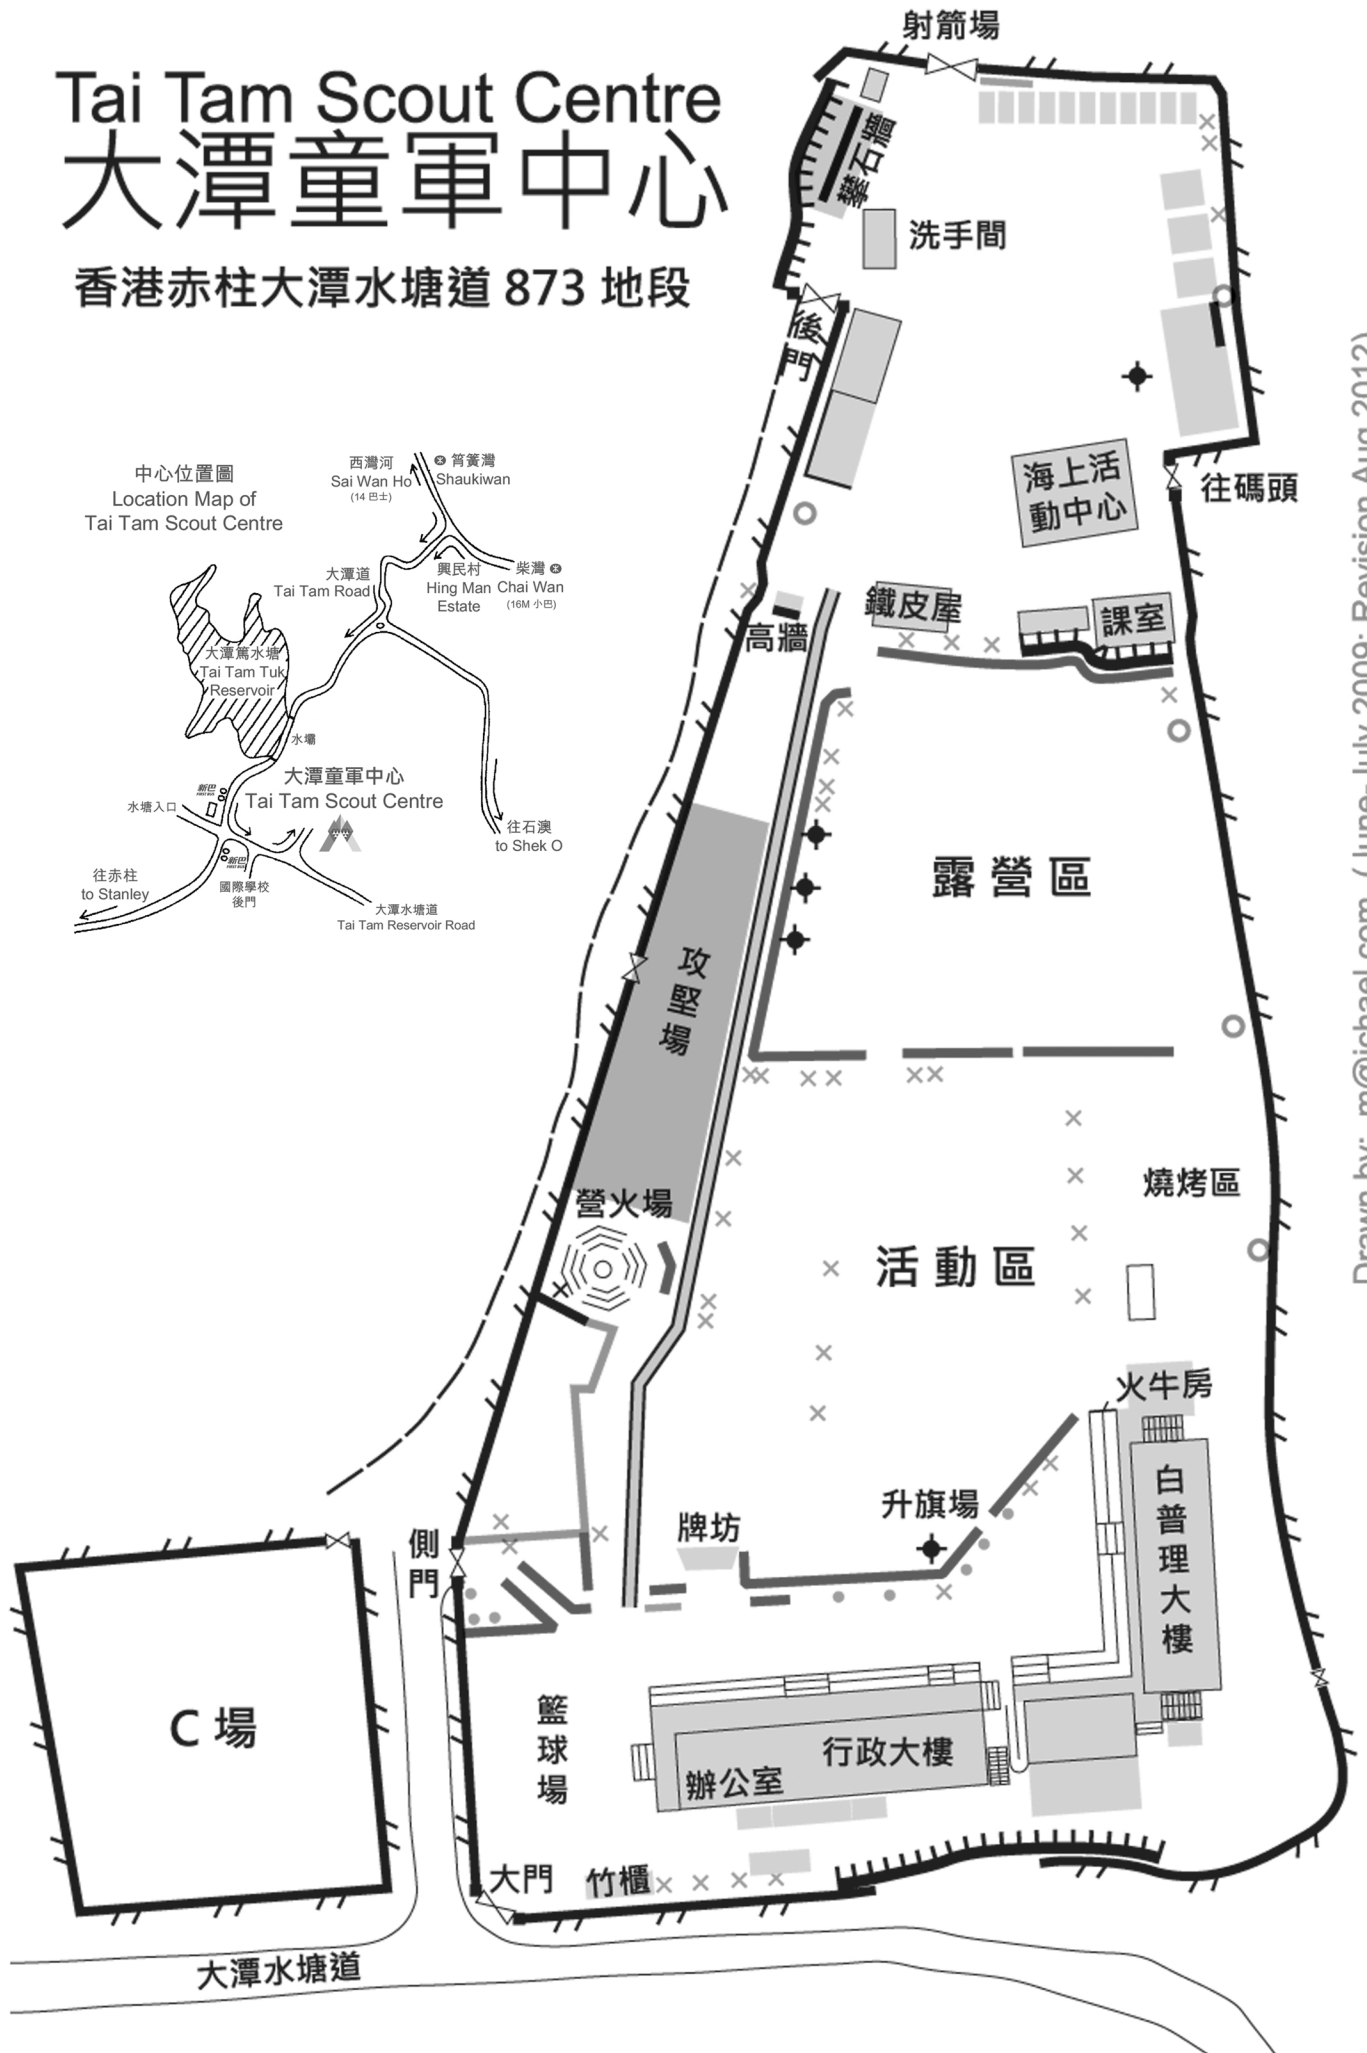 射箭場
Tai Tam Scout Centre
大潭童軍中心
香港赤柱大潭水塘道 873 地段
攀石牆
洗手間
後門
海上活
動中心
往碼頭
中心位置圖
Location Map of
Tai Tam Scout Centre
西灣河
Sai Wan Ho
(14 巴士)
筲簧灣
Shaukiwan
大潭道
Tai Tam Road
興民村
Hing Man
Estate
柴灣
Chai Wan
(16M 小巴)
大潭篤水塘
Tai Tam Tuk
Reservoir
水壩
大潭童軍中心
Tai Tam Scout Centre
新巴
FIRST BUS
水塘入口
往石澳
to Shek O
新巴
FIRST BUS
往赤柱
to Stanley
國際學校
後門
大潭水塘道
Tai Tam Reservoir Road
鐵皮屋
課室
高牆
露營區
攻堅場
營火場
燒烤區
活動區
火牛房
白普理大樓
升旗場
牌坊
側門
C 場
籃球場
行政大樓
辦公室
大門
竹櫃
大潭水塘道
Drawn by: m@ichael.com (June-July 2009; Revision Aug 2012)